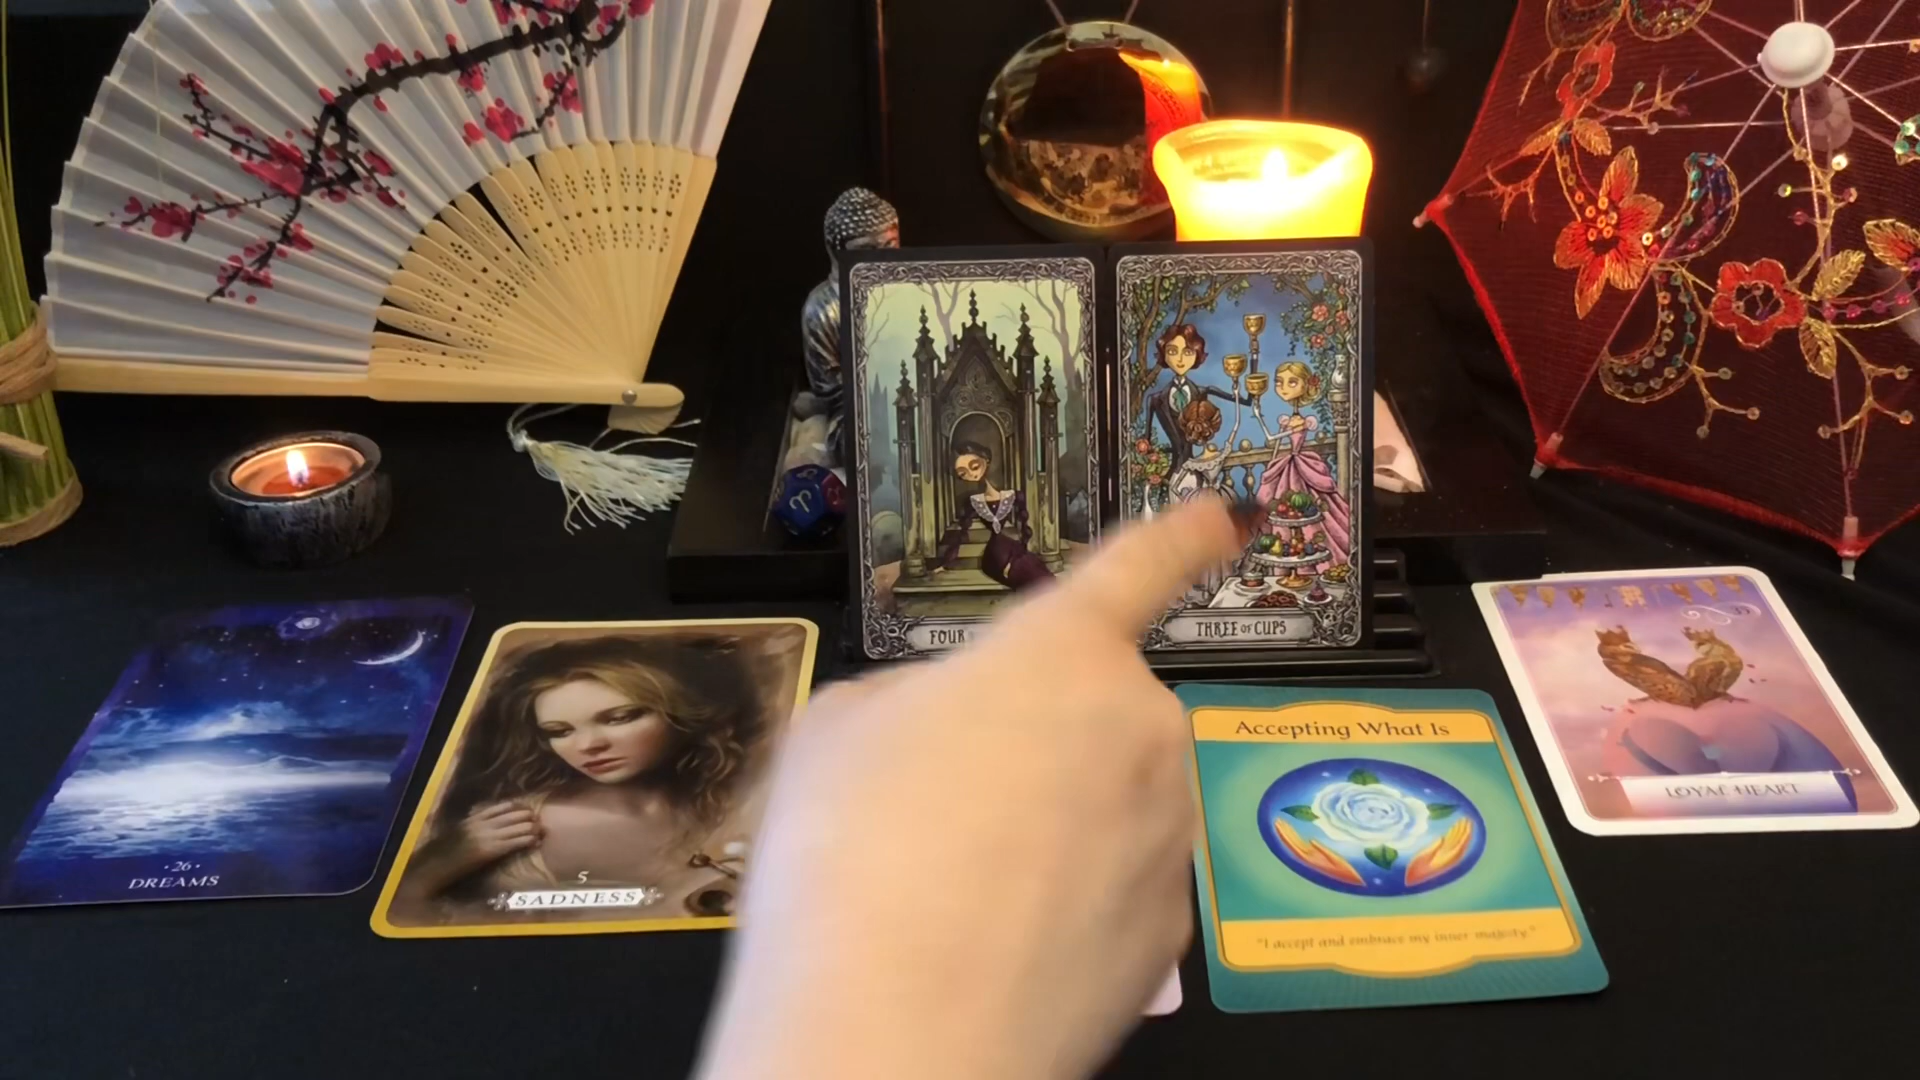 FOUR
THREE OF CUPS
Accepting What Is
"I accept and embrace my inner majesty."
39
LOYAL HEART
5
SADNESS
· 26 ·
DREAMS